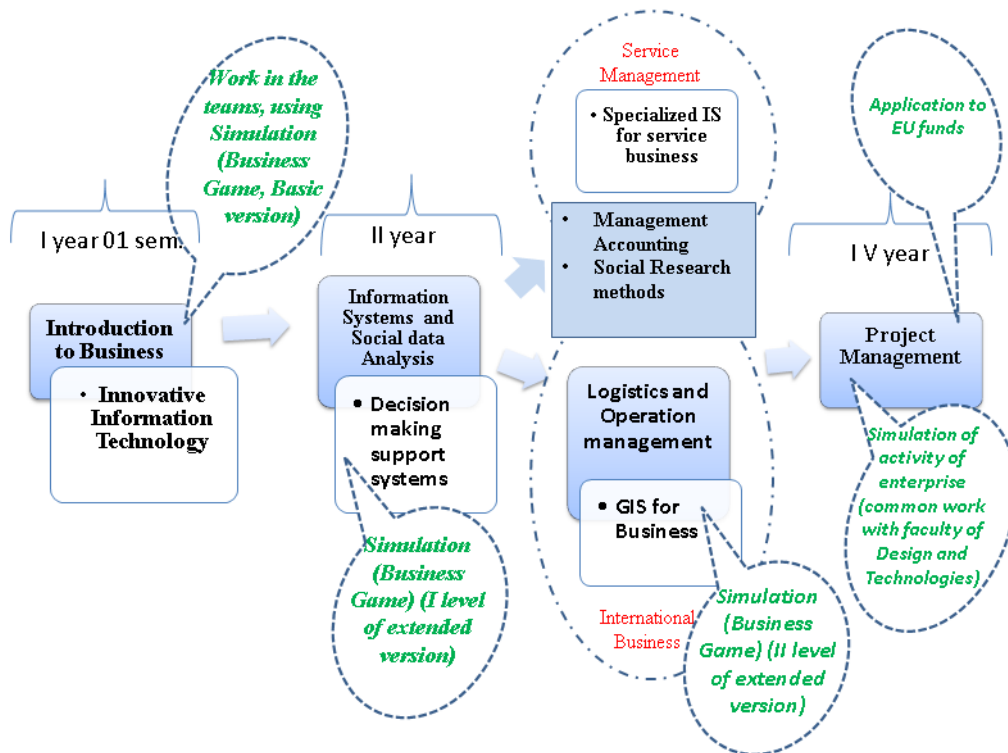 Work in the
teams, using
Simulation
(Business
Game, Basic
version)
I year 01 sem.
Introduction
to Business
• Innovative
Information
Technology
II year
Information
Systems and
Social data
Analysis
• Decision
making
support
systems
Simulation
(Business
Game) (I level
of extended
version)
Service
Management
• Specialized IS
for service
business
• Management
Accounting
• Social Research
methods
Logistics and
Operation
management
• GIS for
Business
International
Business
Simulation
(Business
Game) (II level
of extended
version)
Application to
EU funds
I V year
Project
Management
Simulation of
activity of
enterprise
(common work
with faculty of
Design and
Technologies)